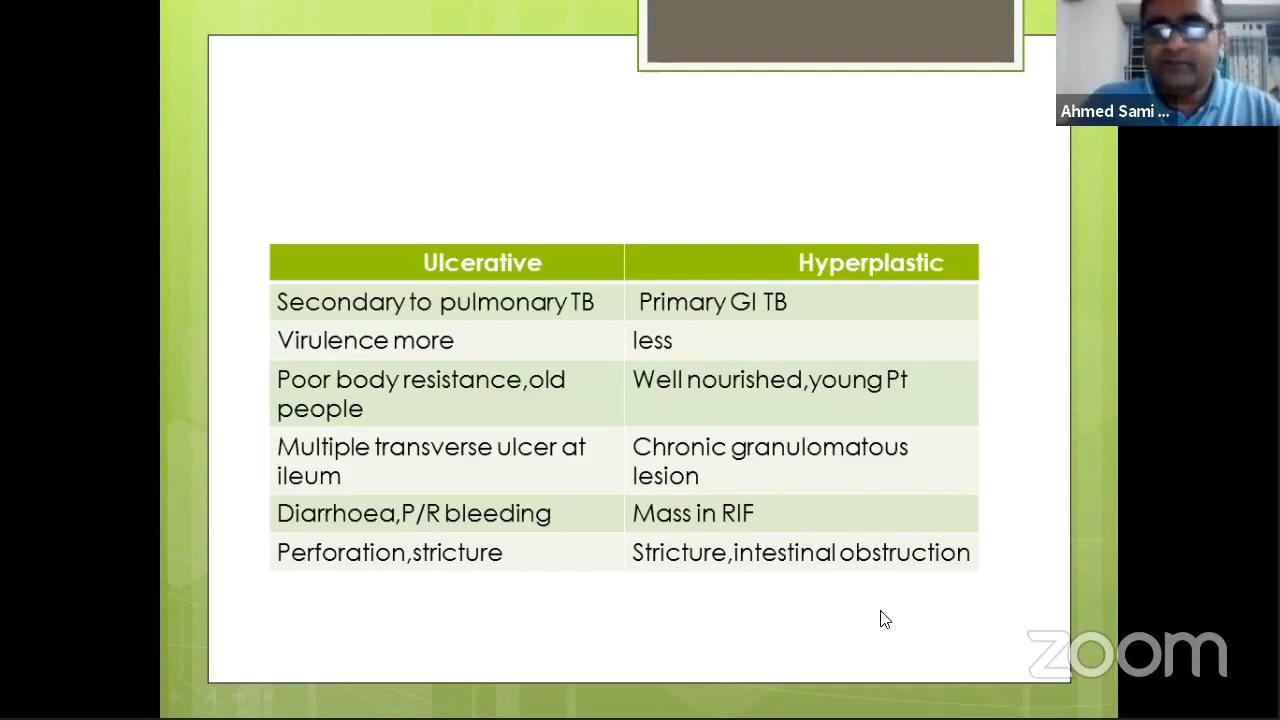 Ahmed Sami ...
Ulcerative Hyperplastic
Secondary to pulmonary TB Primary GI TB
Virulence more less
Poor body resistance,old Well nourished,young Pt
people
Multiple transverse ulcer at Chronic granulomatous
ileum lesion
Diarrhoea,P/R bleeding Mass in RIF
Perforation,stricture Stricture,intestinal obstruction
zoom